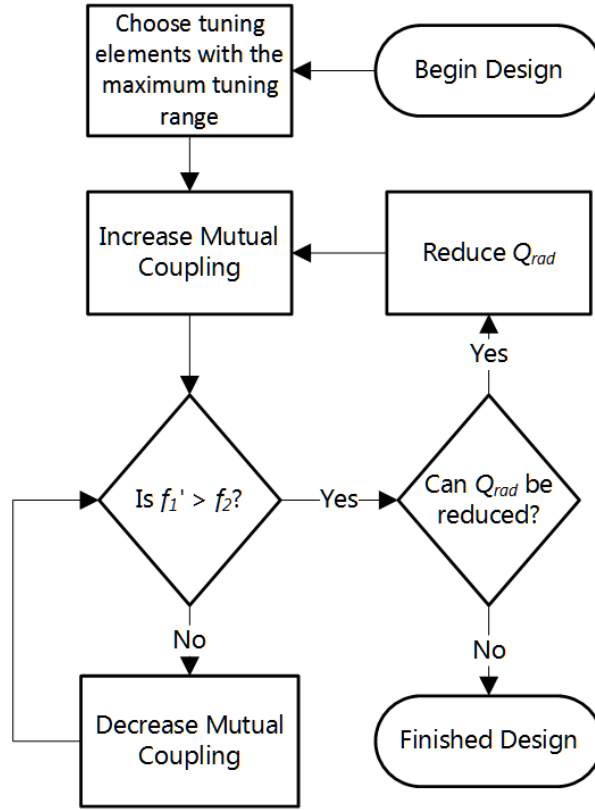 Choose tuning
elements with the
maximum tuning
range
Begin Design
Increase Mutual
Coupling
Reduce Qrad
Yes
Is f1' > f2?
Yes
Can Qrad be
reduced?
No
No
Decrease Mutual
Coupling
Finished Design